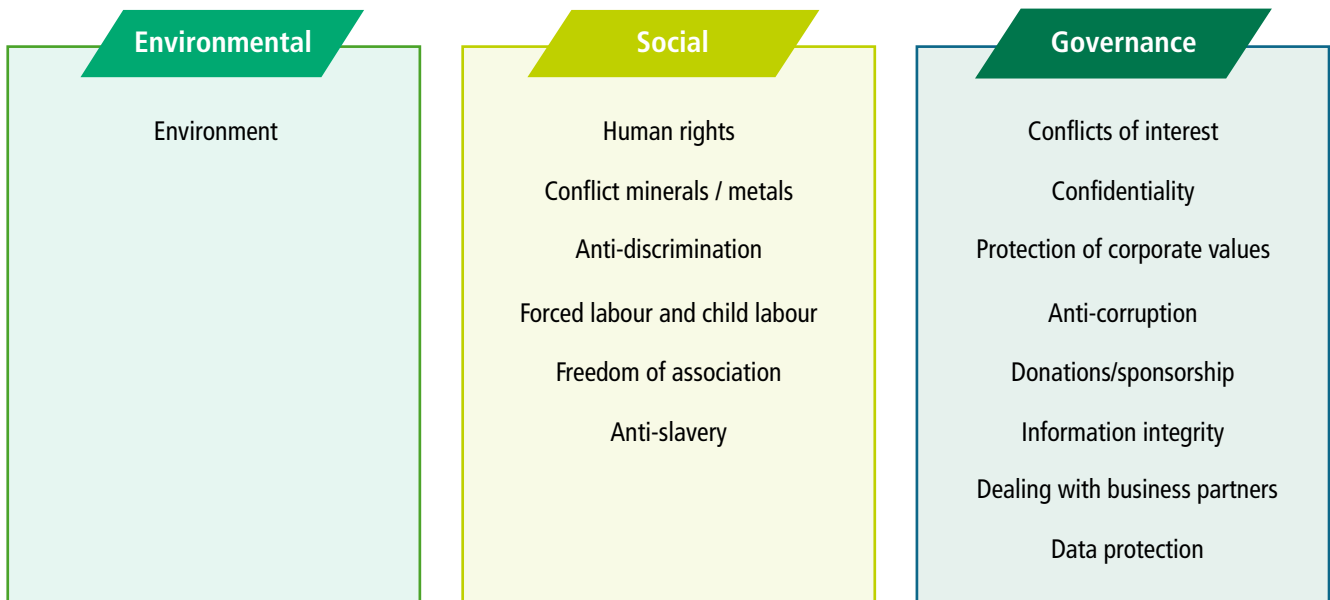 Environmental
Environment
Social
Human rights
Conflict minerals / metals
Anti-discrimination
Forced labour and child labour
Freedom of association
Anti-slavery
Governance
Conflicts of interest
Confidentiality
Protection of corporate values
Anti-corruption
Donations/sponsorship
Information integrity
Dealing with business partners
Data protection